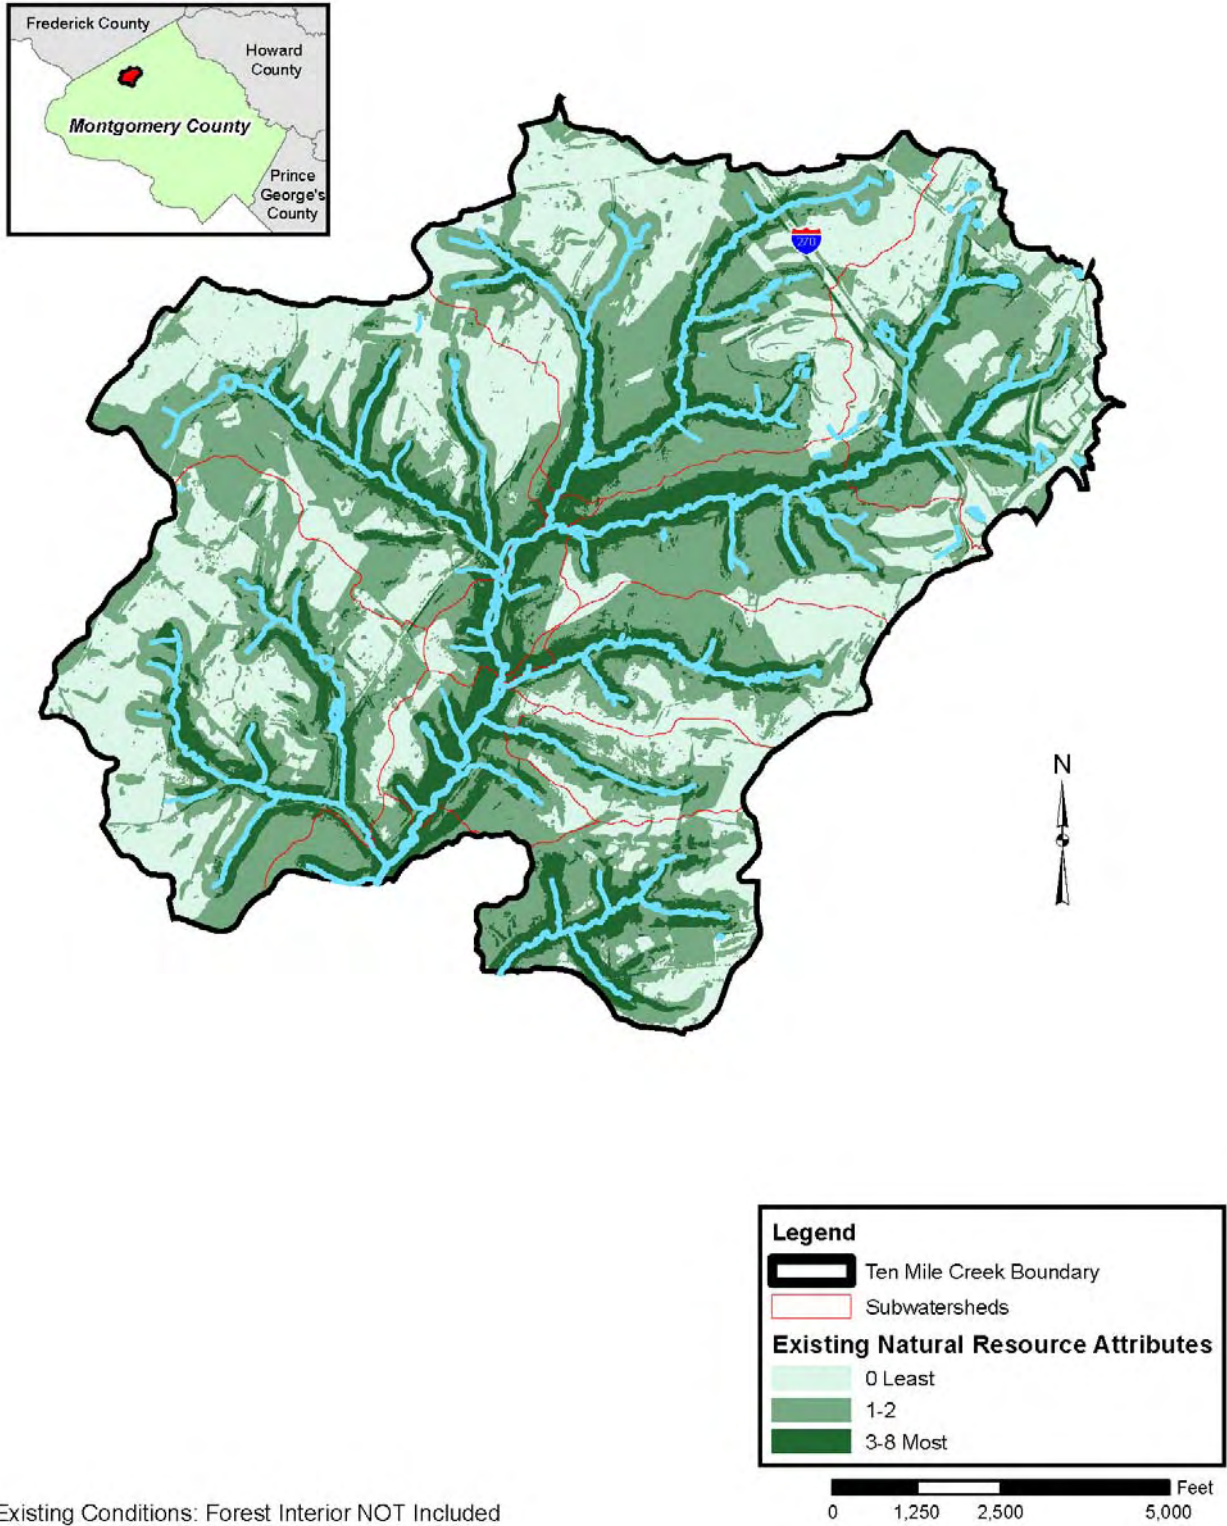 Frederick County
Howard
County
Montgomery County
Prince
George's
County
270
N
Legend
Ten Mile Creek Boundary
Subwatersheds
Existing Natural Resource Attributes
0 Least
1-2
3-8 Most
Feet
0 1,250 2,500 5,000
Existing Conditions: Forest Interior NOT Included